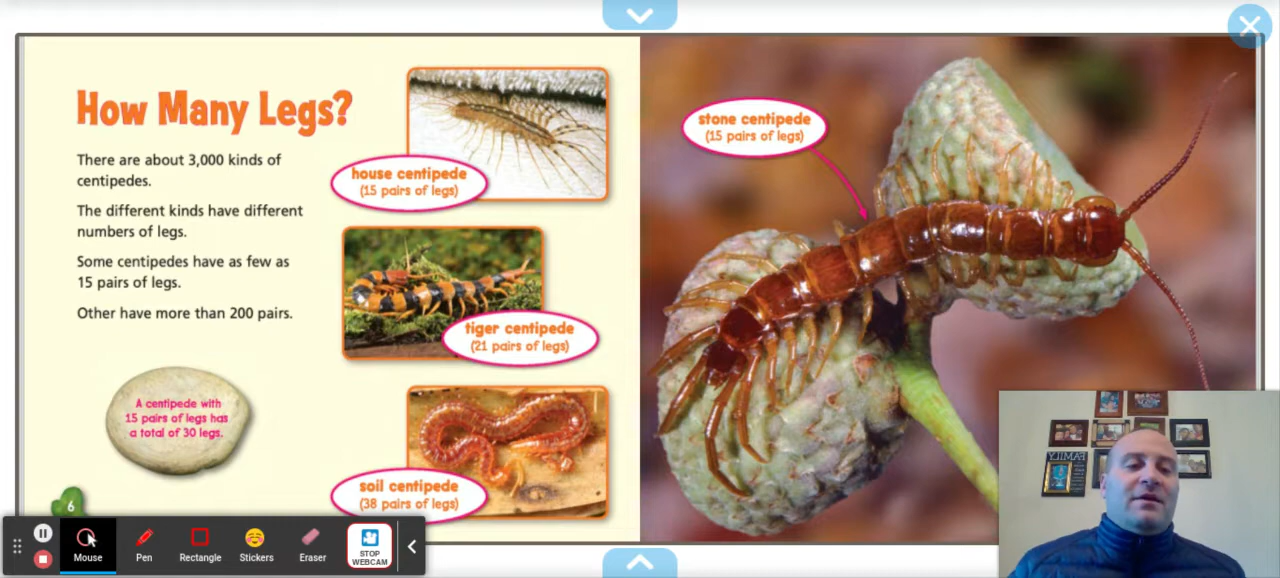 How Many Legs?
There are about 3,000 kinds of
centipedes.
The different kinds have different
numbers of legs.
Some centipedes have as few as
15 pairs of legs.
Other have more than 200 pairs.
A centipede with
15 pairs of legs has
a total of 30 legs.
6
house centipede
(15 pairs of legs)
tiger centipede
(21 pairs of legs)
soil centipede
(38 pairs of legs)
stone centipede
(15 pairs of legs)
Mouse
Pen
Rectangle
Stickers
Eraser
STOP
WEBCAM
FAMILY